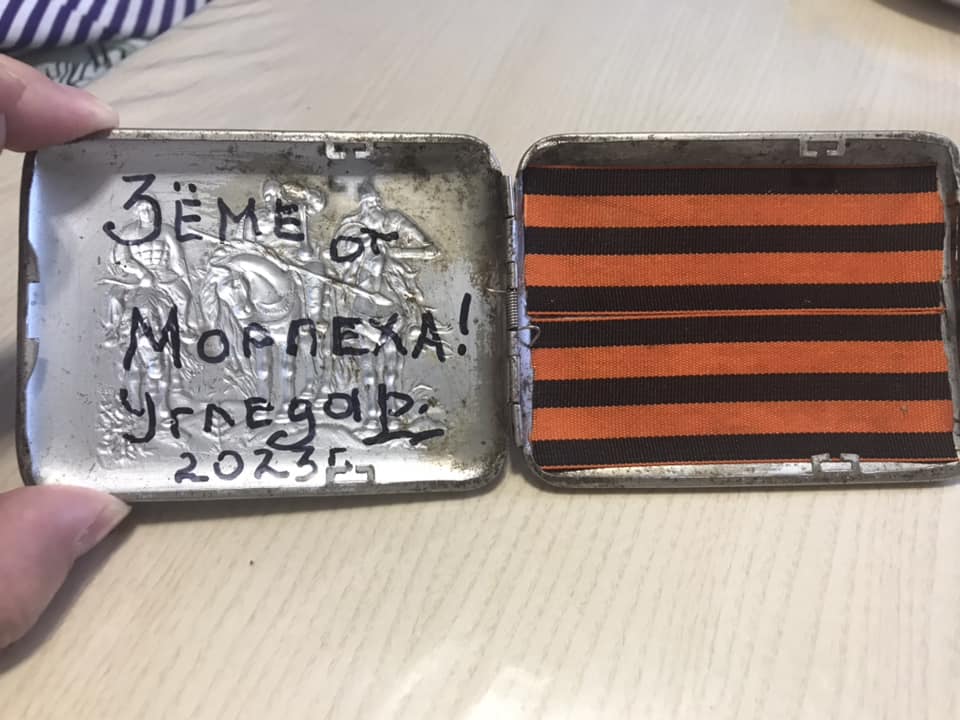 Зёме от
Морпеха!
Угледар.
2023г.